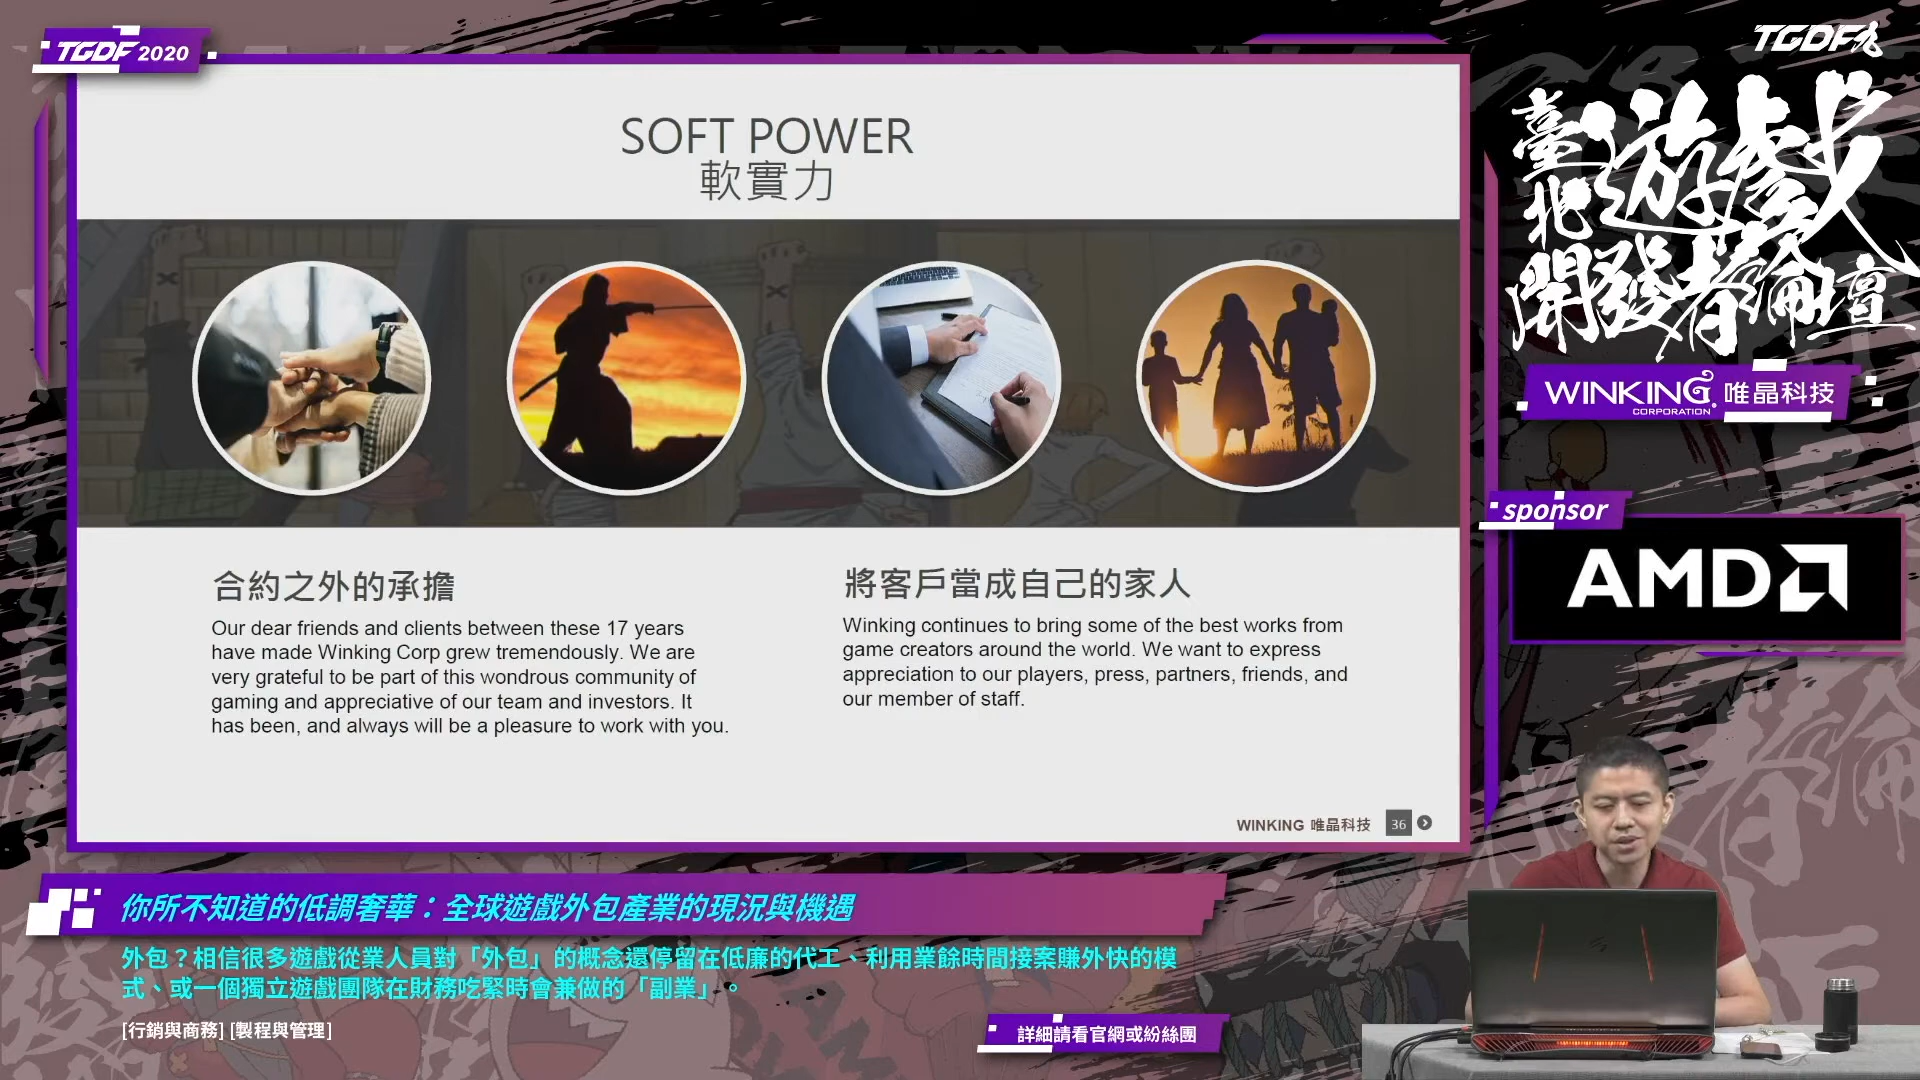 TGDF 2020
SOFT POWER
軟實力
合約之外的承擔
Our dear friends and clients between these 17 years
have made Winking Corp grew tremendously. We are
very grateful to be part of this wondrous community of
gaming and appreciative of our team and investors. It
has been, and always will be a pleasure to work with you.
將客戶當成自己的家人
Winking continues to bring some of the best works from
game creators around the world. We want to express
appreciation to our players, press, partners, friends, and
our member of staff.
WINKING 唯晶科技 36
TGDF九
臺北遊戲
開發者論壇
WINKING 唯晶科技
CORPORATION
sponsor
AMD
你所不知道的低調奢華：全球遊戲外包產業的現況與機遇
外包？相信很多遊戲從業人員對「外包」的概念還停留在低廉的代工、利用業餘時間接案賺外快的模
式、或一個獨立遊戲團隊在財務吃緊時會兼做的「副業」。
[行銷與商務] [製程與管理]
詳細請看官網或紛絲團